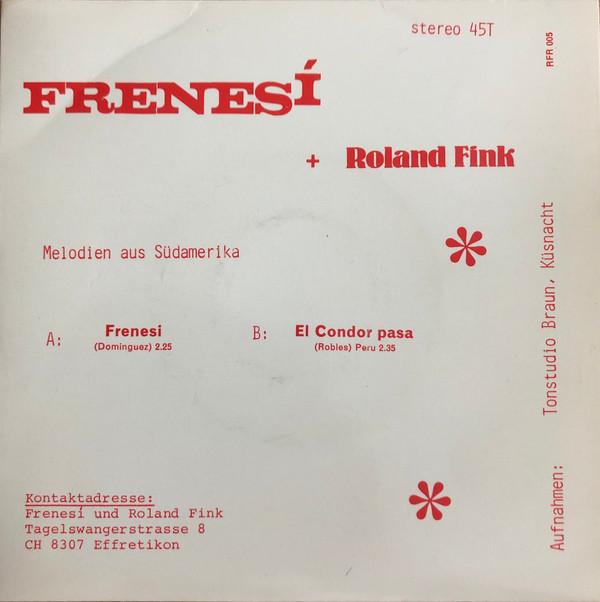 stereo 45T
RFR 005
FRENESÍ
+ Roland Fink
Melodien aus Südamerika
A: Frenesi
(Dominguez) 2.25
B: El Condor pasa
(Robles) Peru 2.35
Aufnahmen: Tonstudio Braun, Küsnacht
Kontaktadresse:
Frenesí und Roland Fink
Tagelswangerstrasse 8
CH 8307 Effretikon